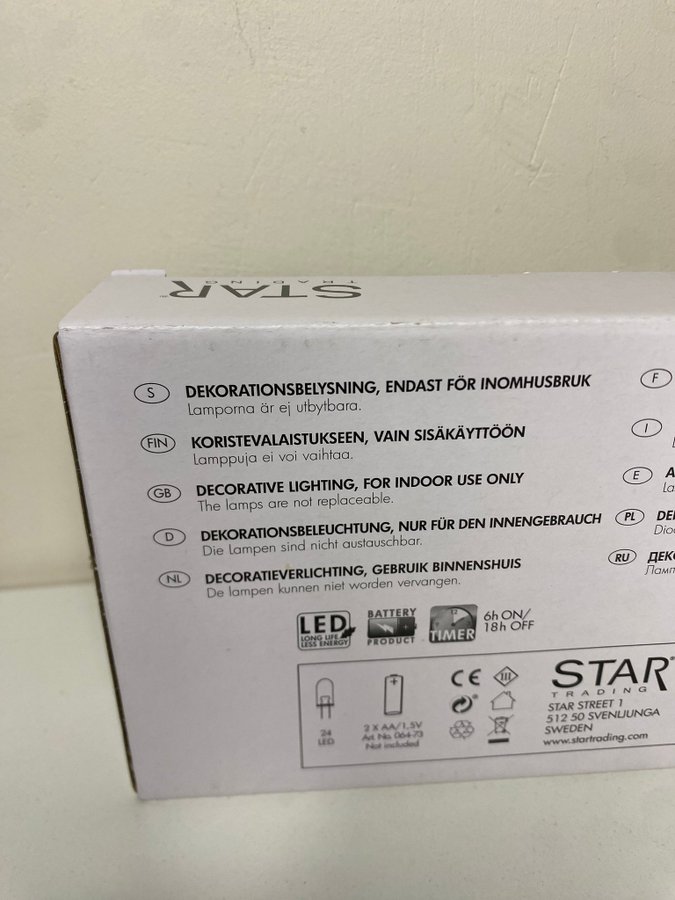 STAR
TRADING
S
DEKORATIONSBELYSNING, ENDAST FÖR INOMHUSBRUK
Lamporna är ej utbytbara.
FIN
KORISTEVALAISTUKSEEN, VAIN SISÄKÄYTTÖÖN
Lamppuja ei voi vaihtaa.
GB
DECORATIVE LIGHTING, FOR INDOOR USE ONLY
The lamps are not replaceable.
D
DEKORATIONSBELEUCHTUNG, NUR FÜR DEN INNENGEBRAUCH
Die Lampen sind nicht austauschbar.
NL
DECORATIEVERLICHTING, GEBRUIK BINNENSHUIS
De lampen kunnen niet worden vervangen.
F
I
E
PL
RU
LED
LONG LIFE
LESS ENERGY
BATTERY
PRODUCT
12
TIMER
6h ON/
18h OFF
24
LED
2 X AA/1,5V
Art. No. 064-73
Not included
CE
III
STAR
TRADING
STAR STREET 1
512 50 SVENLJUNGA
SWEDEN
www.startrading.com